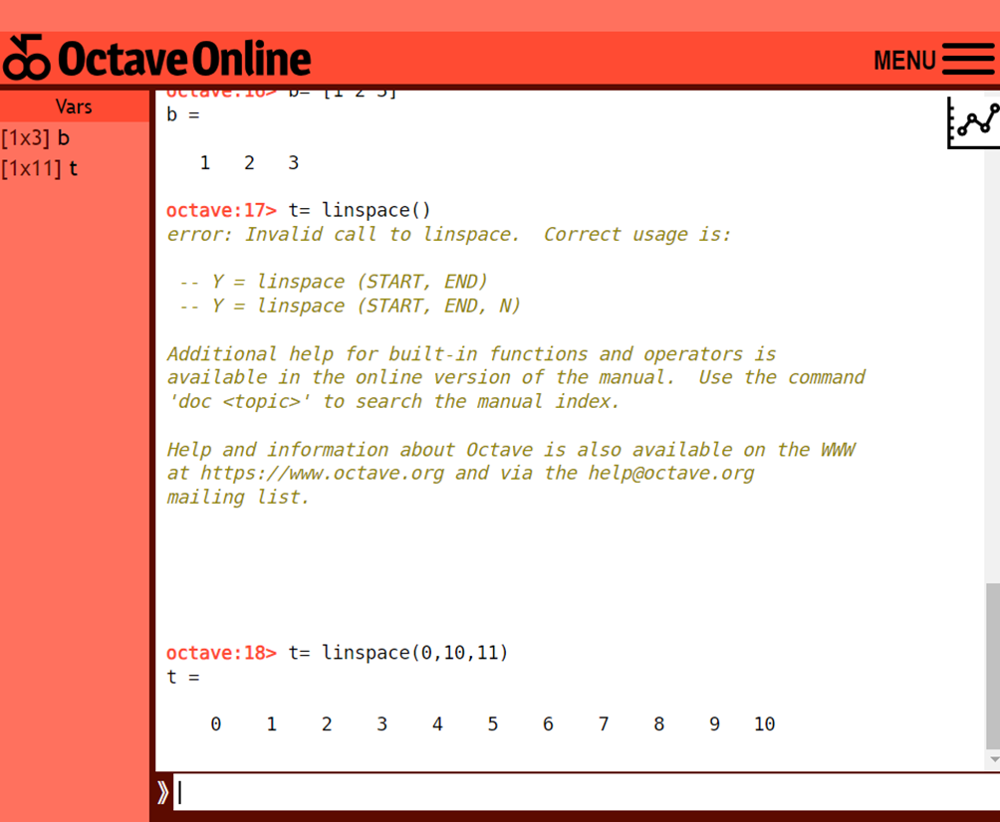 Octave Online
MENU
Vars
[1x3] b
[1x11] t
octave:16> b= [1 2 3]
b =
1 2 3
octave:17> t= linspace()
error: Invalid call to linspace.  Correct usage is:
-- Y = linspace (START, END)
-- Y = linspace (START, END, N)
Additional help for built-in functions and operators is
available in the online version of the manual.  Use the command
'doc <topic>' to search the manual index.
Help and information about Octave is also available on the WWW
at https://www.octave.org and via the help@octave.org
mailing list.
octave:18> t= linspace(0,10,11)
t =
0 1 2 3 4 5 6 7 8 9 10